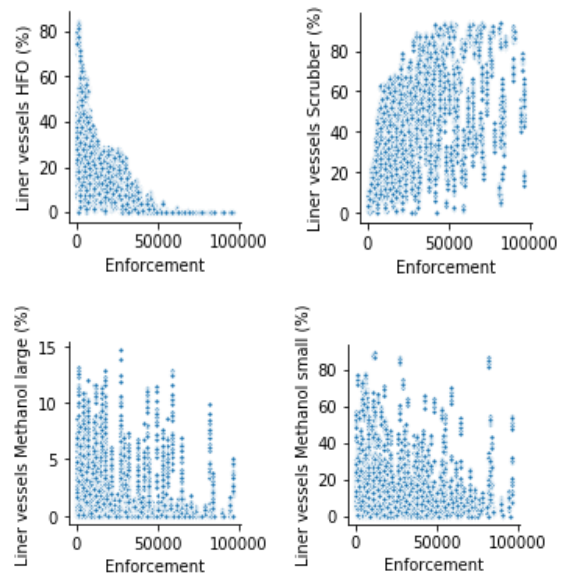 Liner vessels HFO (%)
80
60
40
20
0
0 50000 100000
Enforcement
Liner vessels Scrubber (%)
80
60
40
20
0
0 50000 100000
Enforcement
Liner vessels Methanol large (%)
15
10
5
0
0 50000 100000
Enforcement
Liner vessels Methanol small (%)
80
60
40
20
0
0 50000 100000
Enforcement